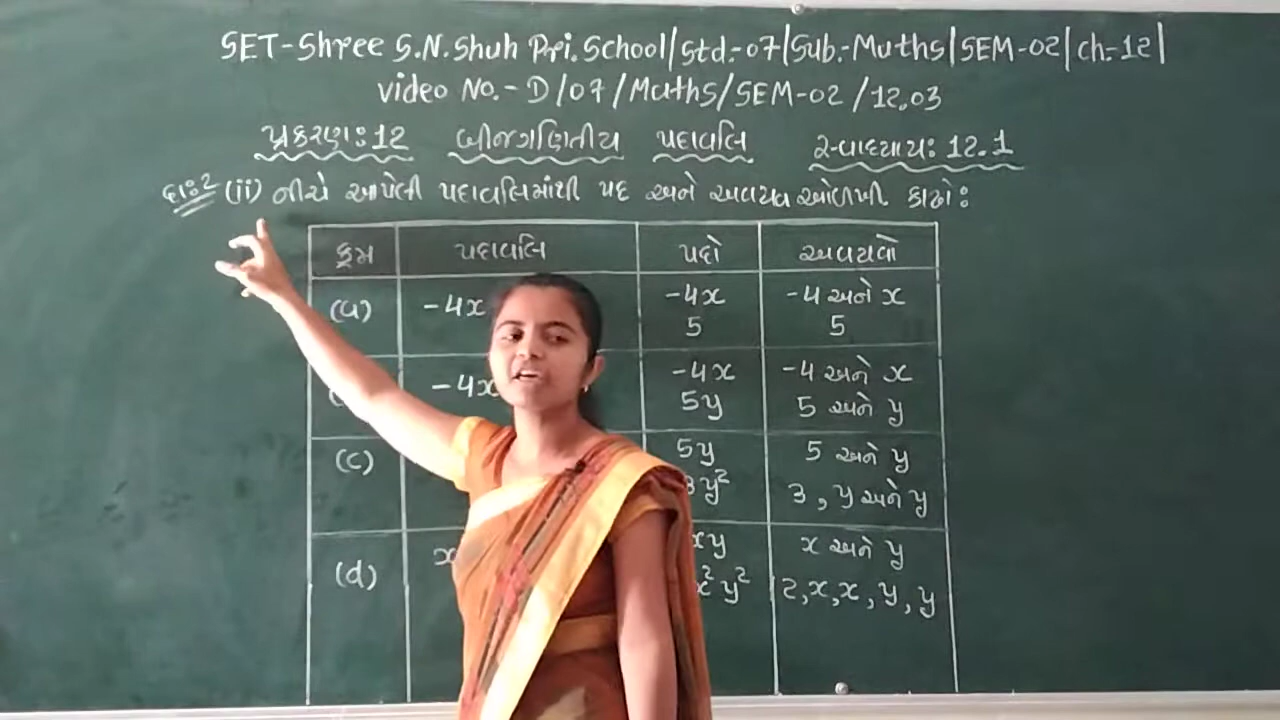 SET-Shree S.N.Shah Pri.School/Std.-07/Sub.-Maths/SEM-02/ch.-12/
video No.- D/07/Maths/SEM-02/12.03
પ્રકરણ: 12 બીજગણિતીય પદાવલિ સ્વાધ્યાય: 12.1
દા:2 (ii) નીચે આપેલી પદાવલિમાંથી પદ અને અવયવ ઓળખી કાઢો:
ક્રમ પદાવલિ પદો અવયવો
(a) -4x -4x -4 અને x
5 5
-4x -4x -4 અને x
5y 5 અને y
(c) 5y 5 અને y
3y² 3, y અને y
(d) x xy x અને y
x²y² 2,x,x,y,y